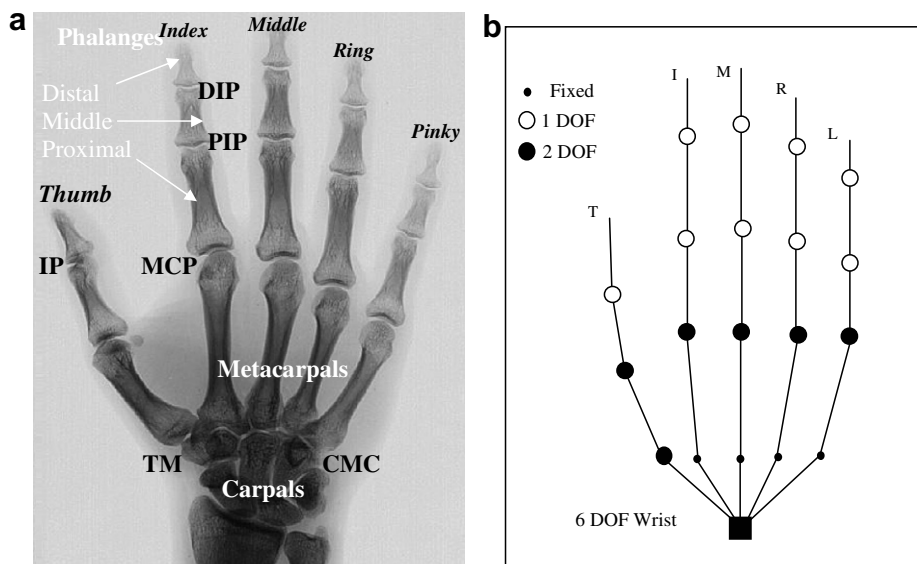 a
Index
Middle
Phalanges
Ring
Distal
DIP
Middle
PIP
Pinky
Proximal
Thumb
IP
MCP
Metacarpals
TM
CMC
Carpals
b
I
M
R
L
T
Fixed
1 DOF
2 DOF
6 DOF Wrist